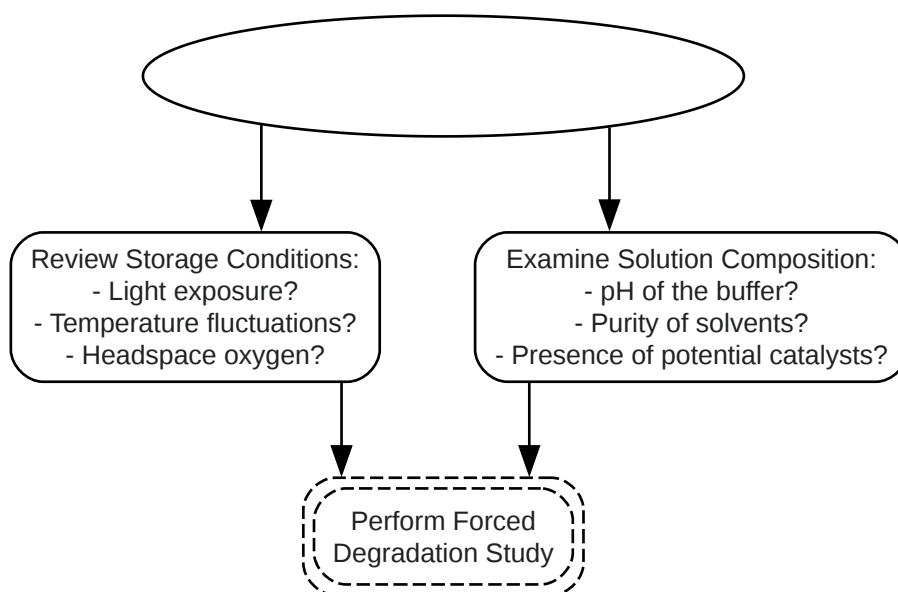 Review Storage Conditions:
- Light exposure?
- Temperature fluctuations?
- Headspace oxygen?
Examine Solution Composition:
- pH of the buffer?
- Purity of solvents?
- Presence of potential catalysts?
Perform Forced
Degradation Study